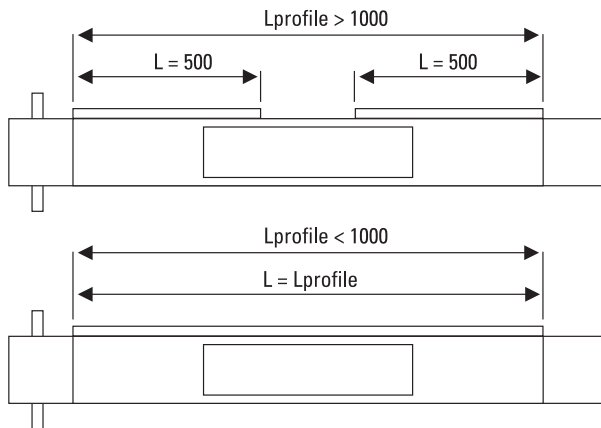 Lprofile > 1000
L = 500 L = 500
Lprofile < 1000
L = Lprofile